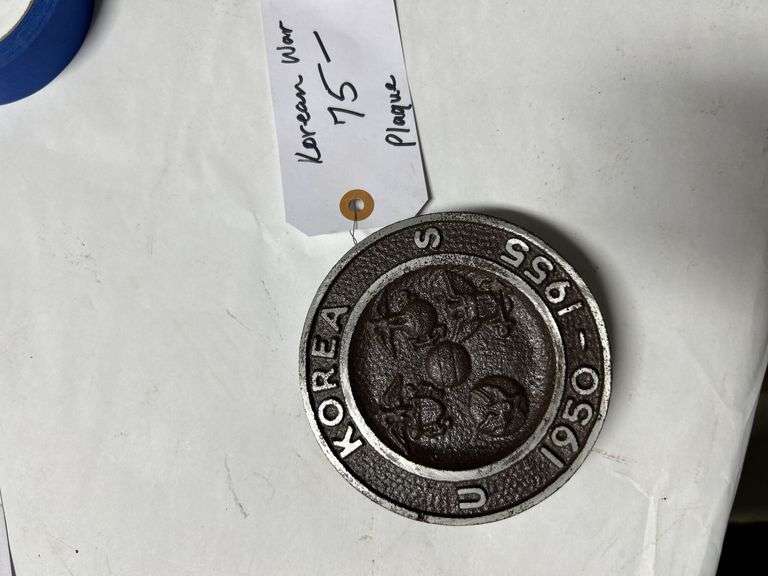 Korean War
75—
Plaque
KOREA
S
1950 - 1955
U